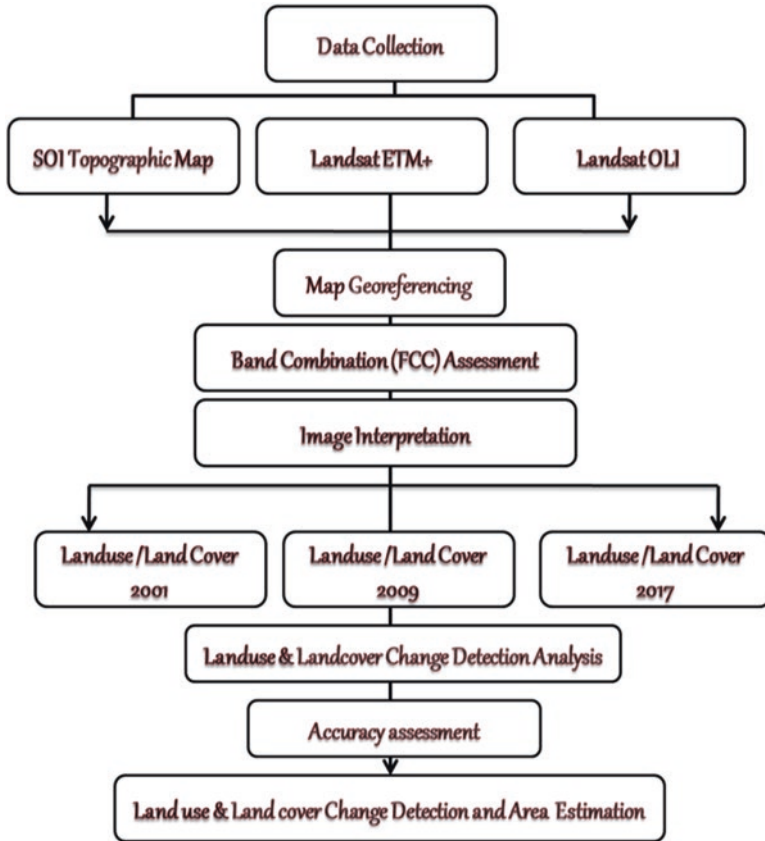 Data Collection
SOI Topographic Map
Landsat ETM+
Landsat OLI
Map Georeferencing
Band Combination (FCC) Assessment
Image Interpretation
Landuse /Land Cover
2001
Landuse /Land Cover
2009
Landuse /Land Cover
2017
Landuse & Landcover Change Detection Analysis
Accuracy assessment
Land use & Land cover Change Detection and Area Estimation